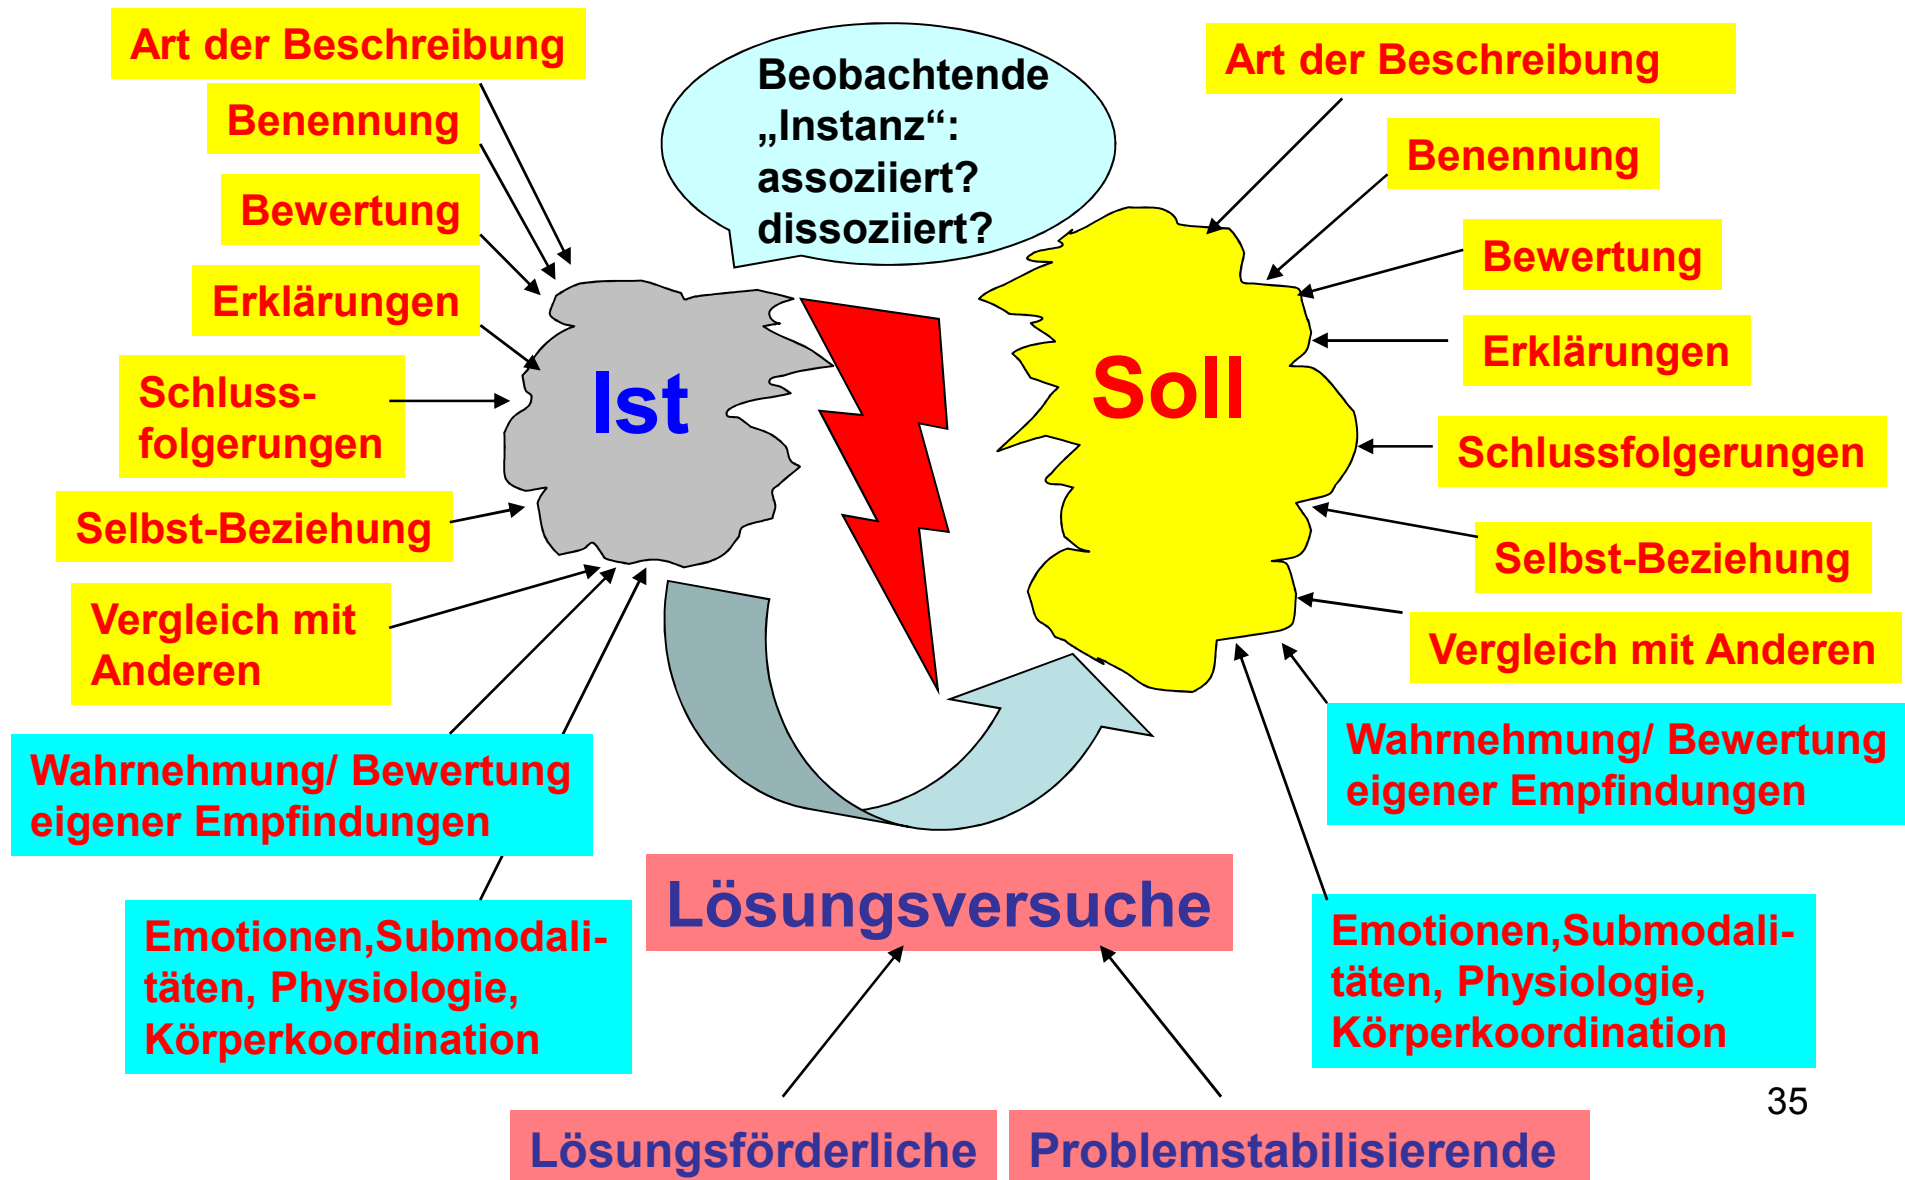 Art der Beschreibung
Benennung
Bewertung
Erklärungen
Schluss-
folgerungen
Selbst-Beziehung
Vergleich mit
Anderen
Wahrnehmung/ Bewertung
eigener Empfindungen
Emotionen,Submodali-
täten, Physiologie,
Körperkoordination
Ist
Beobachtende
„Instanz“:
assoziiert?
dissoziiert?
Soll
Art der Beschreibung
Benennung
Bewertung
Erklärungen
Schlussfolgerungen
Selbst-Beziehung
Vergleich mit Anderen
Wahrnehmung/ Bewertung
eigener Empfindungen
Emotionen,Submodali-
täten, Physiologie,
Körperkoordination
Lösungsversuche
Lösungsförderliche
Problemstabilisierende
35